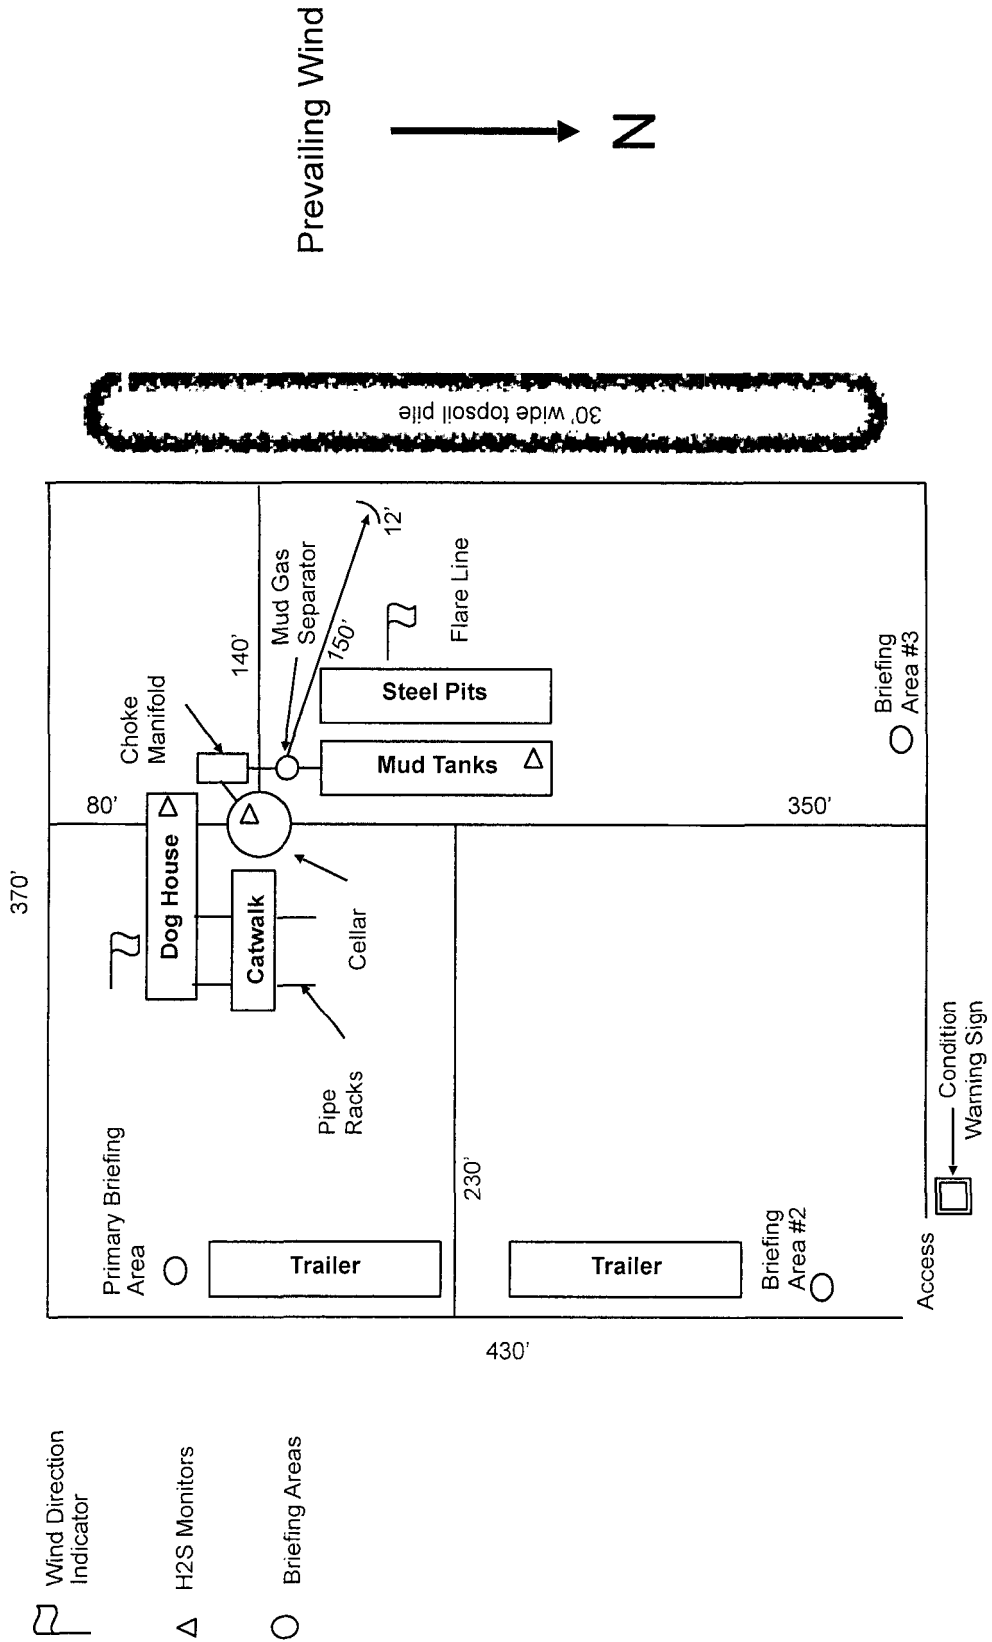 Prevailing Wind
N
30' wide topsoil pile
370'
80'
140'
Choke
Manifold
Mud Gas
Separator
150'
12'
Flare Line
Steel Pits
Mud Tanks
Dog House
Catwalk
Cellar
Pipe
Racks
350'
Briefing
Area #3
Primary Briefing
Area
Trailer
230'
Trailer
Briefing
Area #2
Access
Condition
Warning Sign
430'
Wind Direction
Indicator
H2S Monitors
Briefing Areas